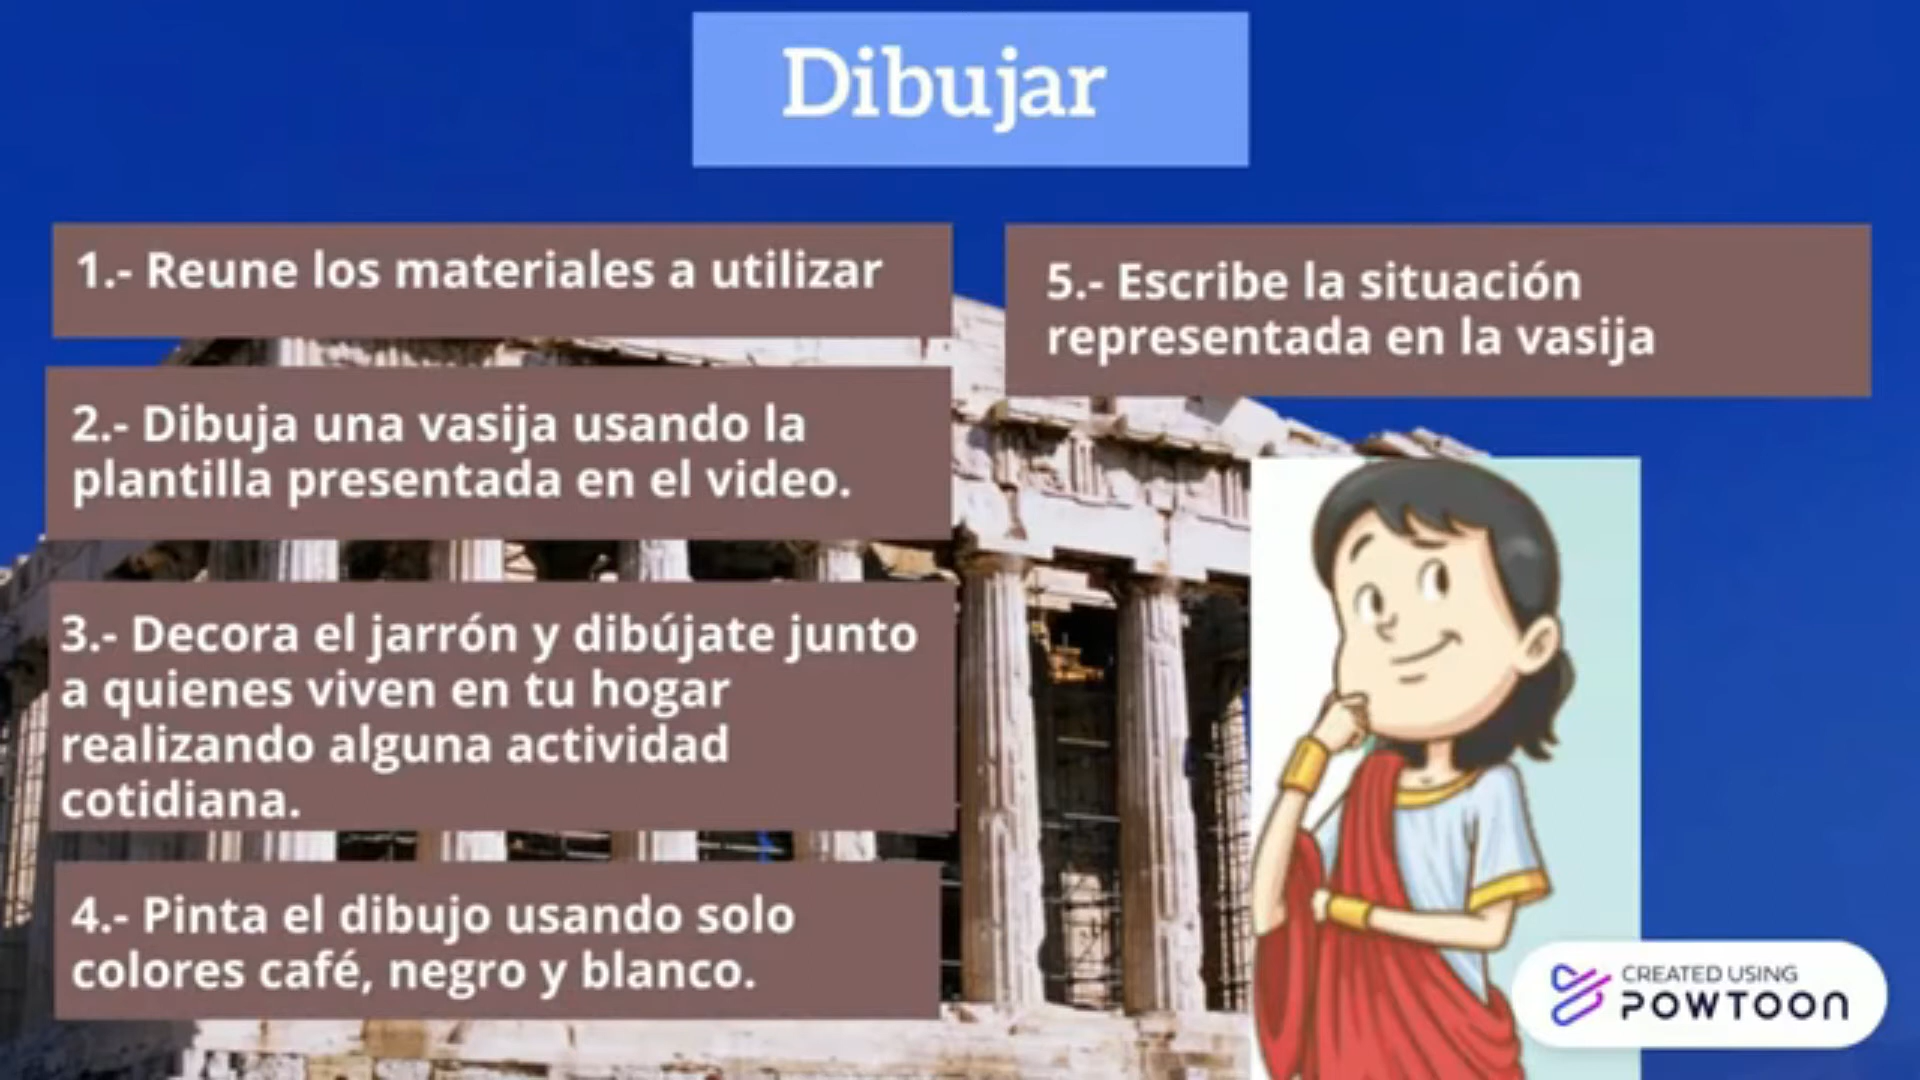 Dibujar
1.- Reune los materiales a utilizar
2.- Dibuja una vasija usando la
plantilla presentada en el video.
3.- Decora el jarrón y dibújate junto
a quienes viven en tu hogar
realizando alguna actividad
cotidiana.
4.- Pinta el dibujo usando solo
colores café, negro y blanco.
5.- Escribe la situación
representada en la vasija
CREATED USING
POWTOON